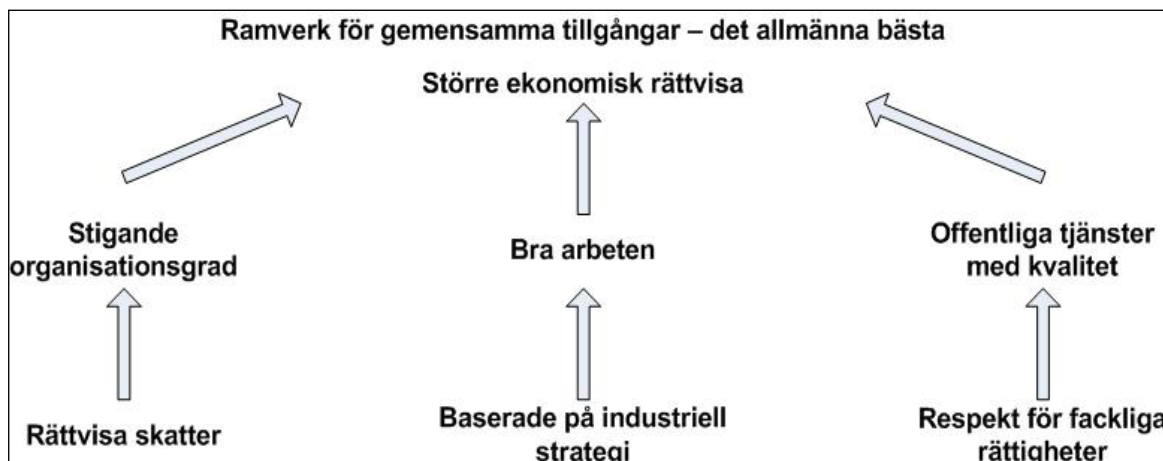 Ramverk för gemensamma tillgångar – det allmänna bästa
Större ekonomisk rättvisa
Stigande
organisationsgrad
Bra arbeten
Offentliga tjänster
med kvalitet
Rättvisa skatter
Baserade på industriell
strategi
Respekt för fackliga
rättigheter